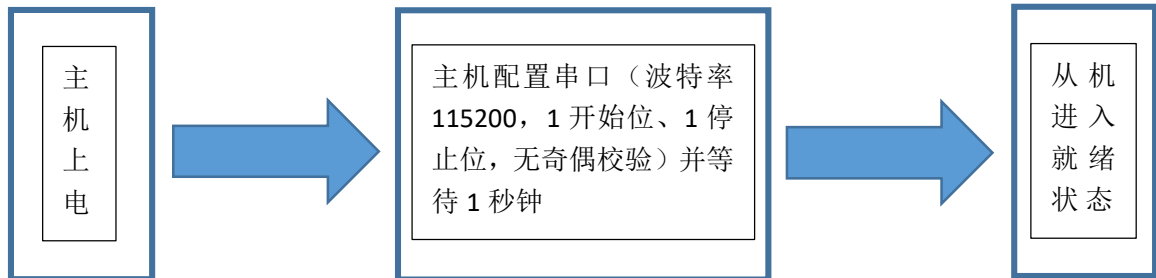 主
机
上
电
主机配置串口（波特率
115200，1 开始位、1 停
止位，无奇偶校验）并等
待 1 秒钟
从 机
进 入
就 绪
状 态